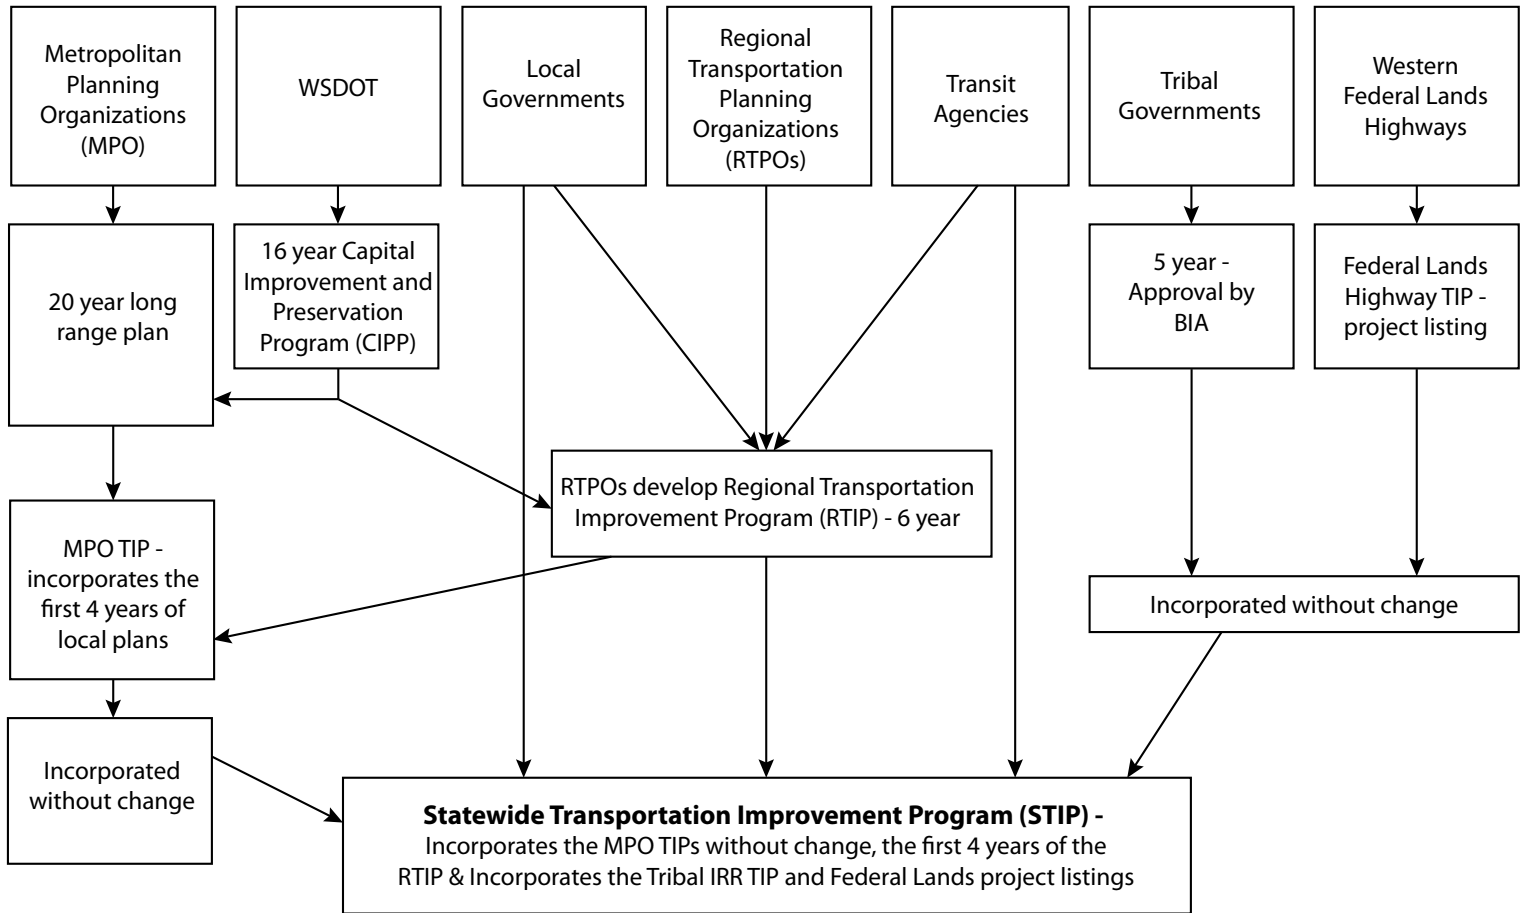 Metropolitan
Planning
Organizations
(MPO)
WSDOT
Local
Governments
Regional
Transportation
Planning
Organizations
(RTPOs)
Transit
Agencies
Tribal
Governments
Western
Federal Lands
Highways
20 year long
range plan
16 year Capital
Improvement and
Preservation
Program (CIPP)
5 year -
Approval by
BIA
Federal Lands
Highway TIP -
project listing
RTPOs develop Regional Transportation
Improvement Program (RTIP) - 6 year
MPO TIP -
incorporates the
first 4 years of
local plans
Incorporated without change
Incorporated
without change
Statewide Transportation Improvement Program (STIP) -
Incorporates the MPO TIPs without change, the first 4 years of the
RTIP & Incorporates the Tribal IRR TIP and Federal Lands project listings